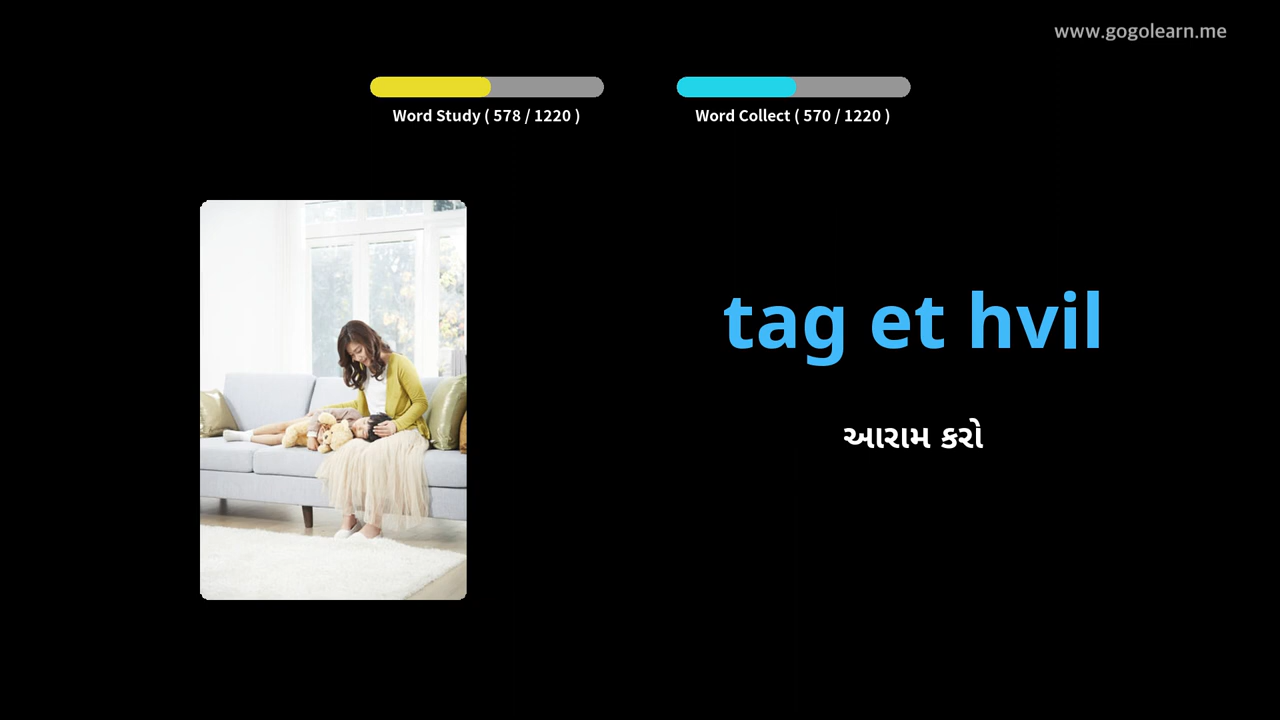 www.gogolearn.me
Word Study ( 578 / 1220 )
Word Collect ( 570 / 1220 )
tag et hvil
આરામ કરો